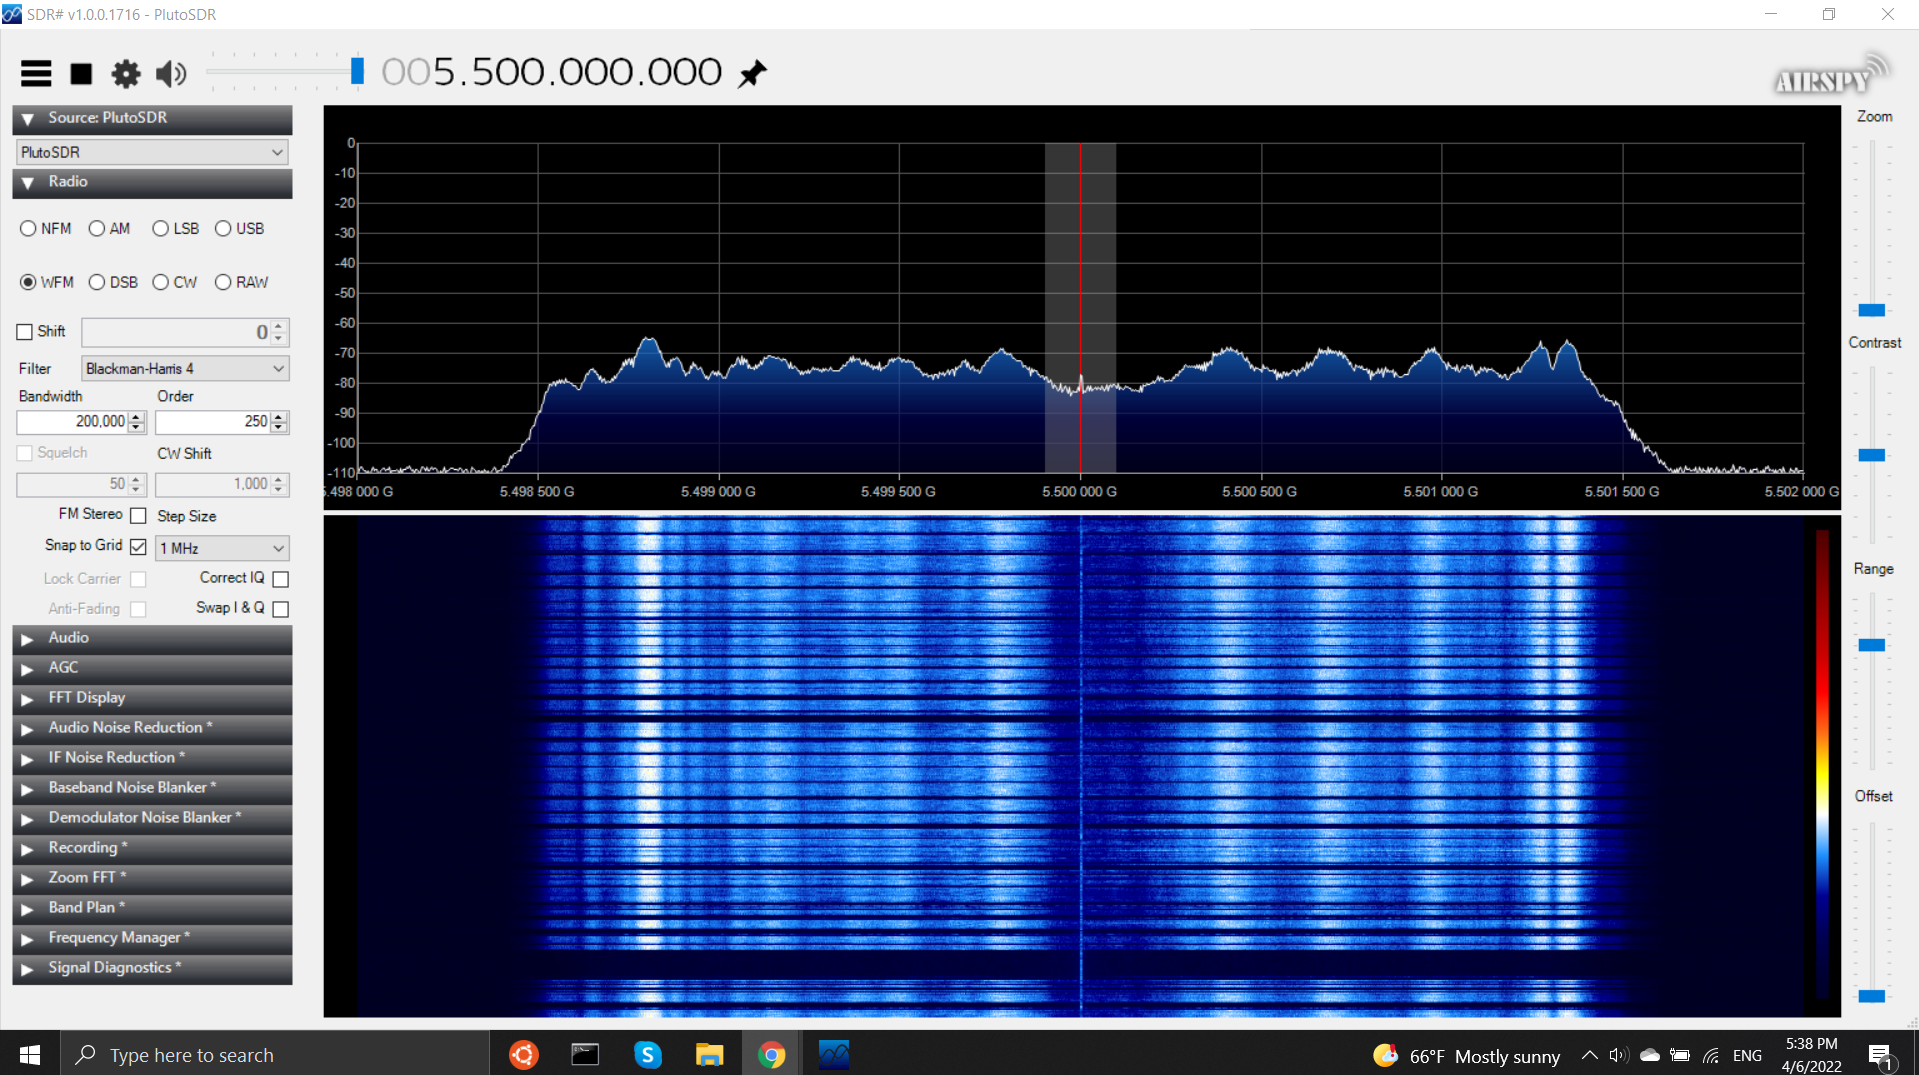 SDR# v1.0.0.1716 - PlutoSDR
005.500.000.000
AIRSPY
Source: PlutoSDR
PlutoSDR
Radio
NFM AM LSB USB
WFM DSB CW RAW
Shift 0
Filter Blackman-Harris 4
Bandwidth Order
200,000 250
Squelch CW Shift
50 1,000
FM Stereo Step Size
Snap to Grid 1 MHz
Lock Carrier Correct IQ
Anti-Fading Swap I & Q
Audio
AGC
FFT Display
Audio Noise Reduction *
IF Noise Reduction *
Baseband Noise Blanker *
Demodulator Noise Blanker *
Recording *
Zoom FFT *
Band Plan *
Frequency Manager *
Signal Diagnostics *
0
-10
-20
-30
-40
-50
-60
-70
-80
-90
-100
-110
5.498 000 G 5.498 500 G 5.499 000 G 5.499 500 G 5.500 000 G 5.500 500 G 5.501 000 G 5.501 500 G 5.502 000 G
Zoom
Contrast
Range
Offset
Type here to search
66°F Mostly sunny
ENG
5:38 PM
4/6/2022
1